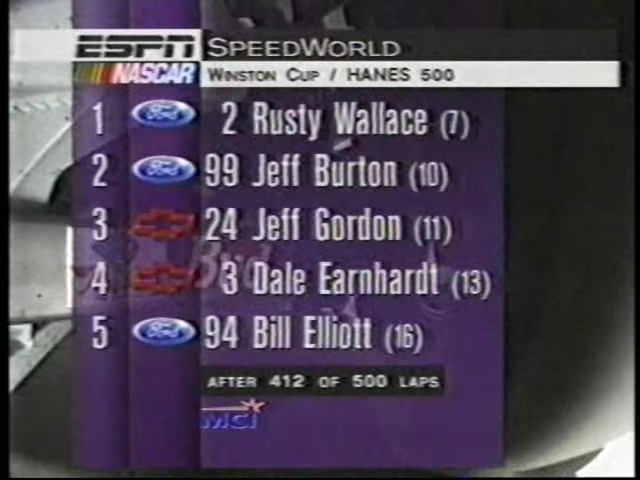 ESPN SPEEDWORLD
NASCAR WINSTON CUP / HANES 500
1 Ford 2 Rusty Wallace (7)
2 Ford 99 Jeff Burton (10)
3 24 Jeff Gordon (11)
4 3 Dale Earnhardt (13)
5 Ford 94 Bill Elliott (16)
AFTER 412 OF 500 LAPS
MCI